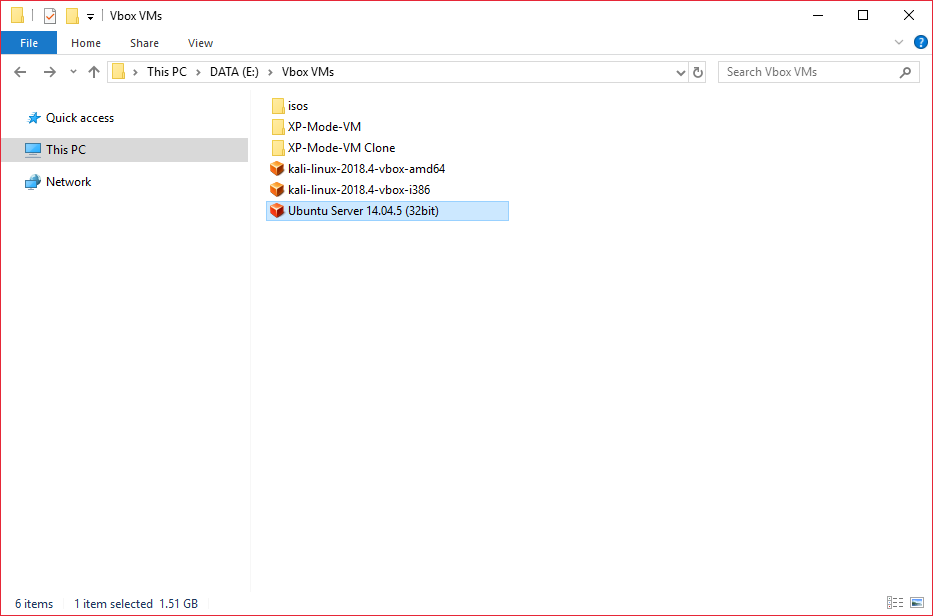 Vbox VMs
File Home Share View
This PC DATA (E:) Vbox VMs Search Vbox VMs
Quick access
This PC
Network
isos
XP-Mode-VM
XP-Mode-VM Clone
kali-linux-2018.4-vbox-amd64
kali-linux-2018.4-vbox-i386
Ubuntu Server 14.04.5 (32bit)
6 items 1 item selected 1.51 GB